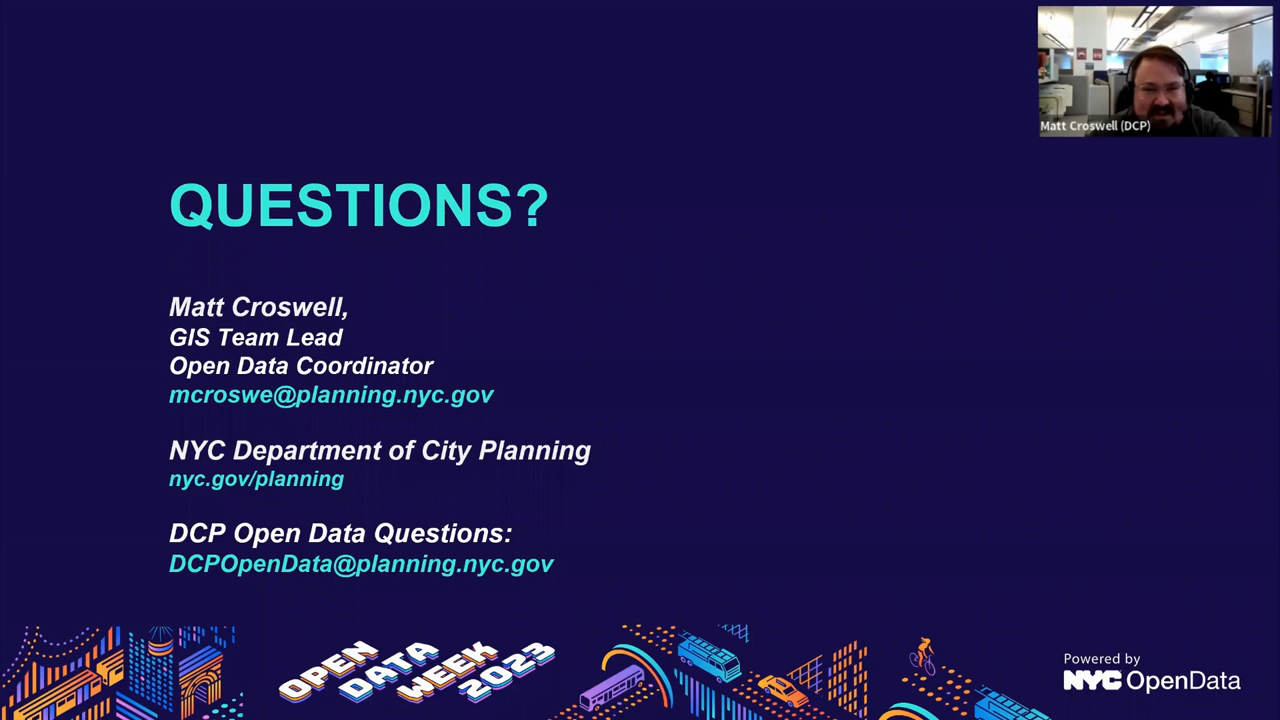 Matt Croswell (DCP)
QUESTIONS?
Matt Croswell,
GIS Team Lead
Open Data Coordinator
mcroswe@planning.nyc.gov
NYC Department of City Planning
nyc.gov/planning
DCP Open Data Questions:
DCPOpenData@planning.nyc.gov
OPEN
DATA
WEEK
2023
Powered by
NYC OpenData